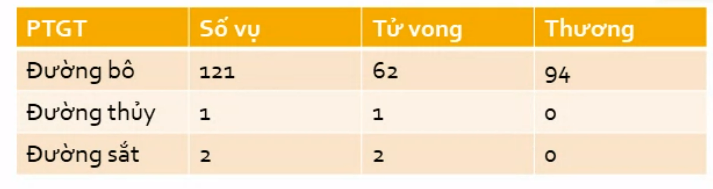 PTGT Số vụ Tử vong Thương
Đường bô 121 62 94
Đường thủy 1 1 0
Đường sắt 2 2 0